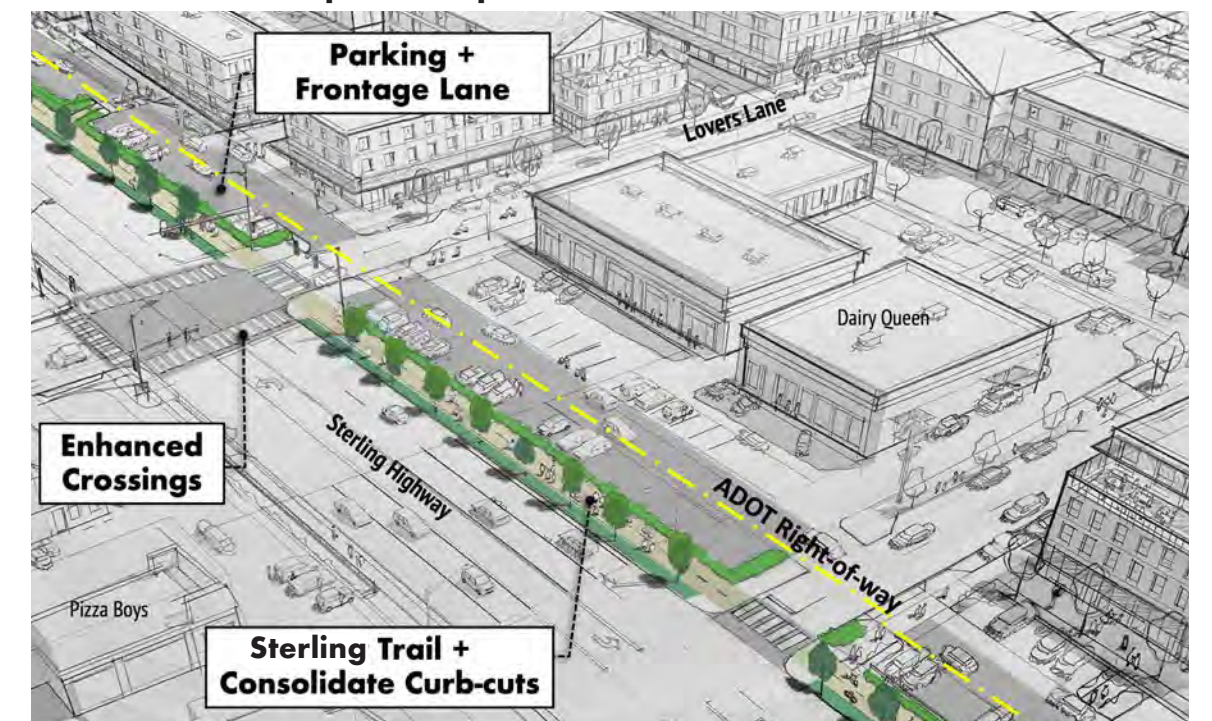 Parking +
Frontage Lane
Lovers Lane
Dairy Queen
Enhanced
Crossings
Sterling Highway
ADOT Right-of-way
Pizza Boys
Sterling Trail +
Consolidate Curb-cuts